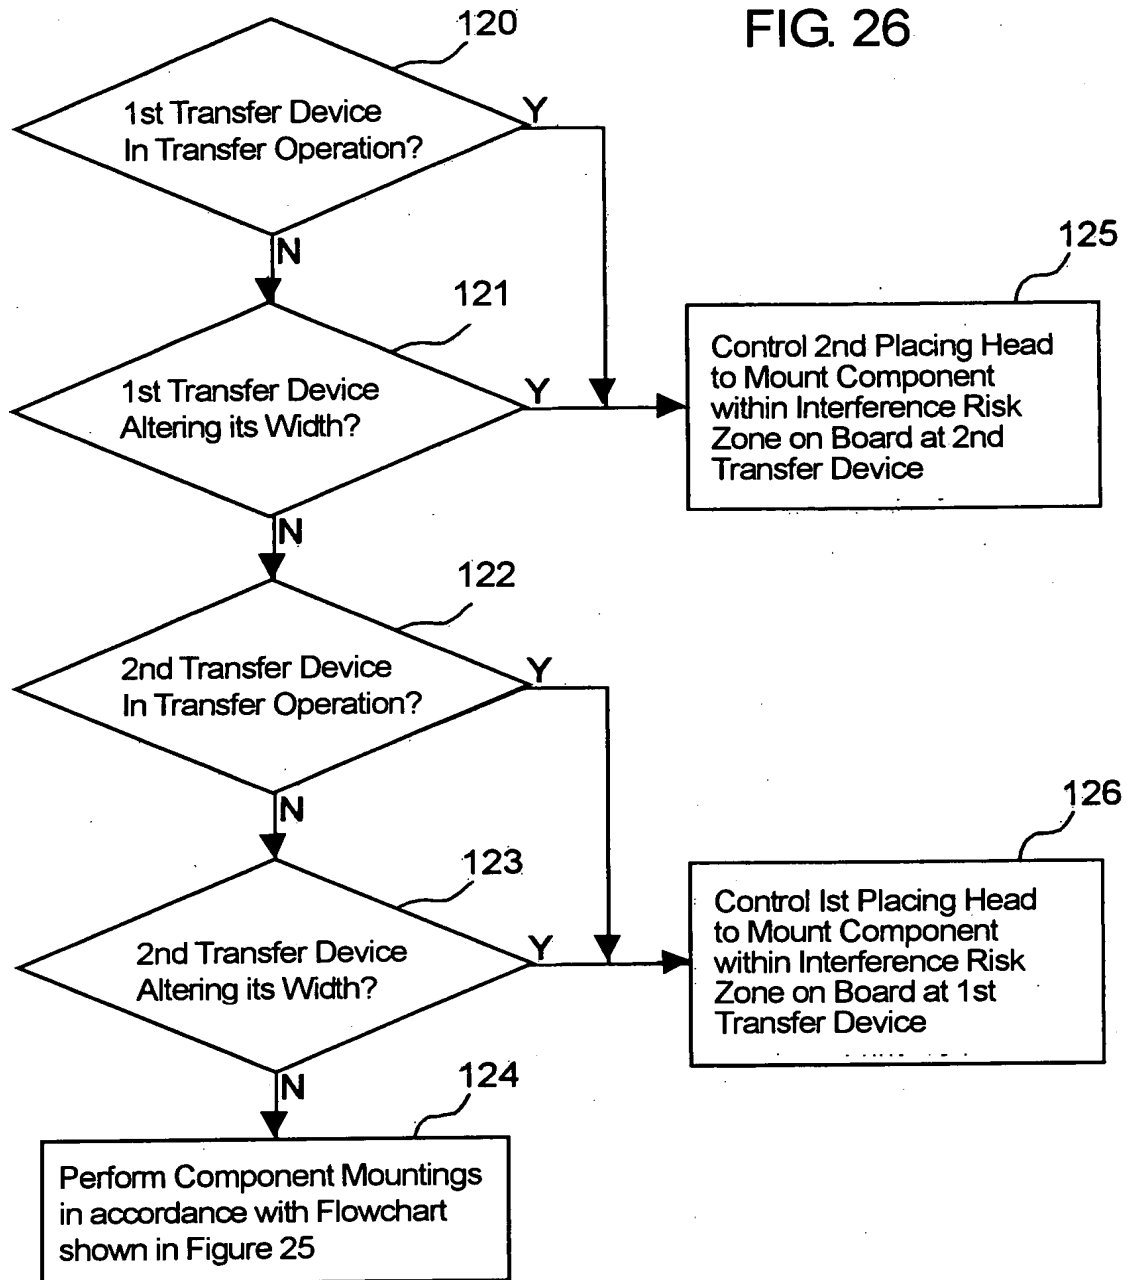 FIG. 26
120
1st Transfer Device
In Transfer Operation?
Y
N
121
1st Transfer Device
Altering its Width?
Y
N
125
Control 2nd Placing Head
to Mount Component
within Interference Risk
Zone on Board at 2nd
Transfer Device
122
2nd Transfer Device
In Transfer Operation?
Y
N
123
2nd Transfer Device
Altering its Width?
Y
N
126
Control Ist Placing Head
to Mount Component
within Interference Risk
Zone on Board at 1st
Transfer Device
124
Perform Component Mountings
in accordance with Flowchart
shown in Figure 25